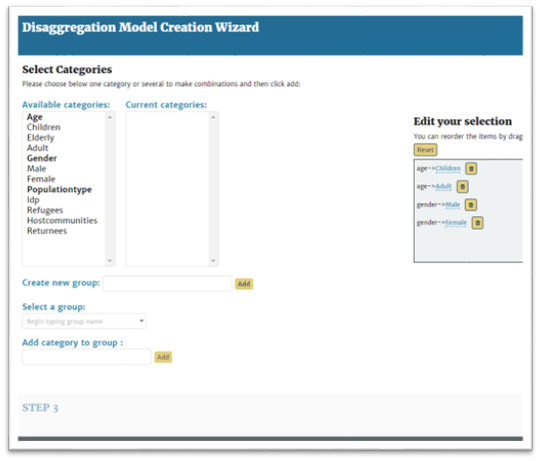 Disaggregation Model Creation Wizard
Select Categories
Please choose below one category or several to make combinations and then click add:
Available categories:
Current categories:
Age
Children
Elderly
Adult
Gender
Male
Female
Populationtype
Idp
Refugees
Hostcommunities
Returnees
Create new group:
Add
Select a group:
Begin typing group name
Add category to group :
Add
Edit your selection
You can reorder the items by drag
Reset
age->Children
age->Adult
gender->Male
gender->Female
STEP 3